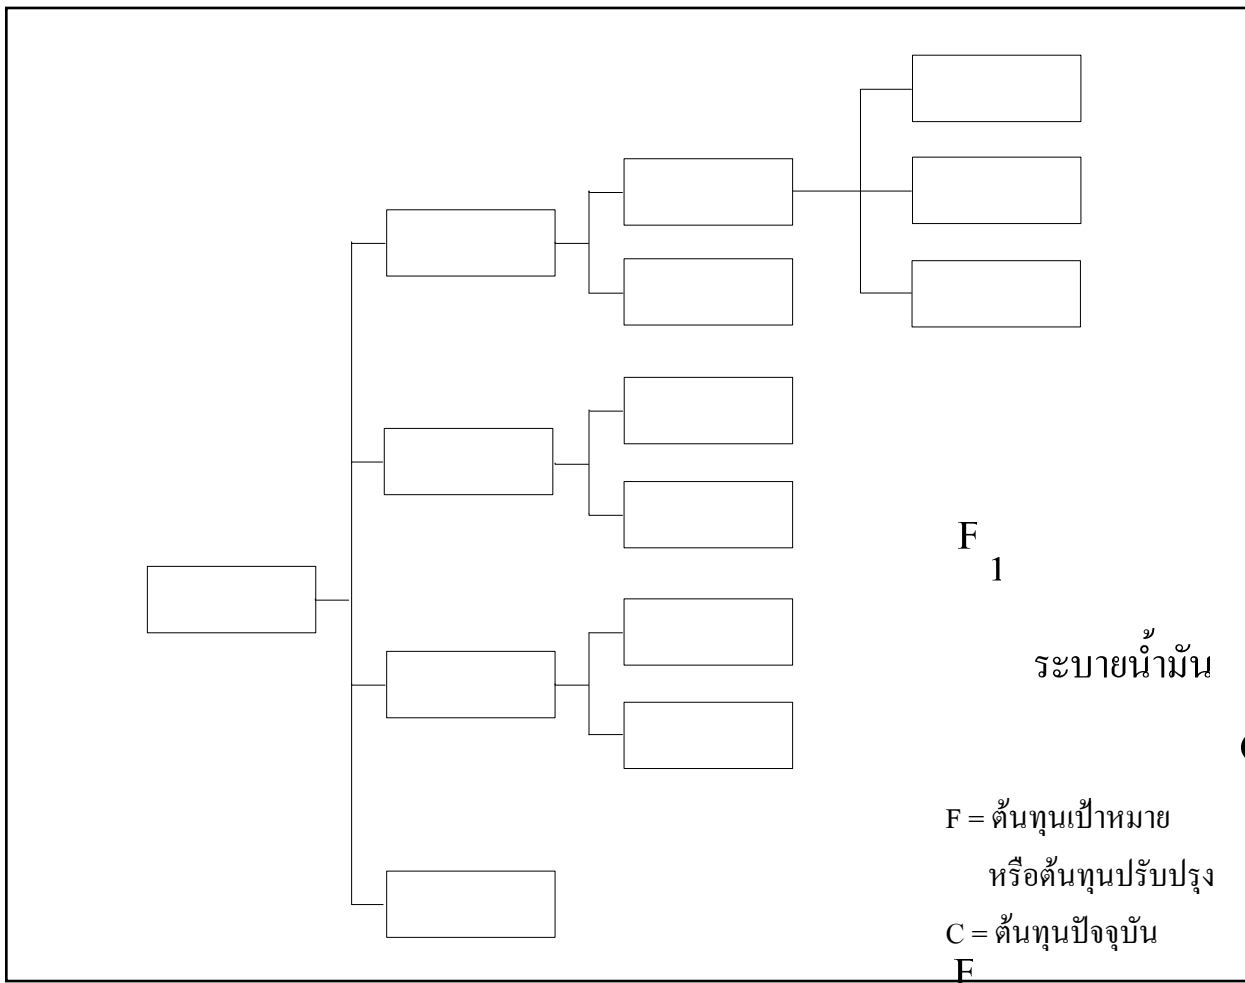 F
1
ระบายน้ำมัน
F = ต้นทุนเป้าหมาย
หรือต้นทุนปรับปรุง
C = ต้นทุนปัจจุบัน
F